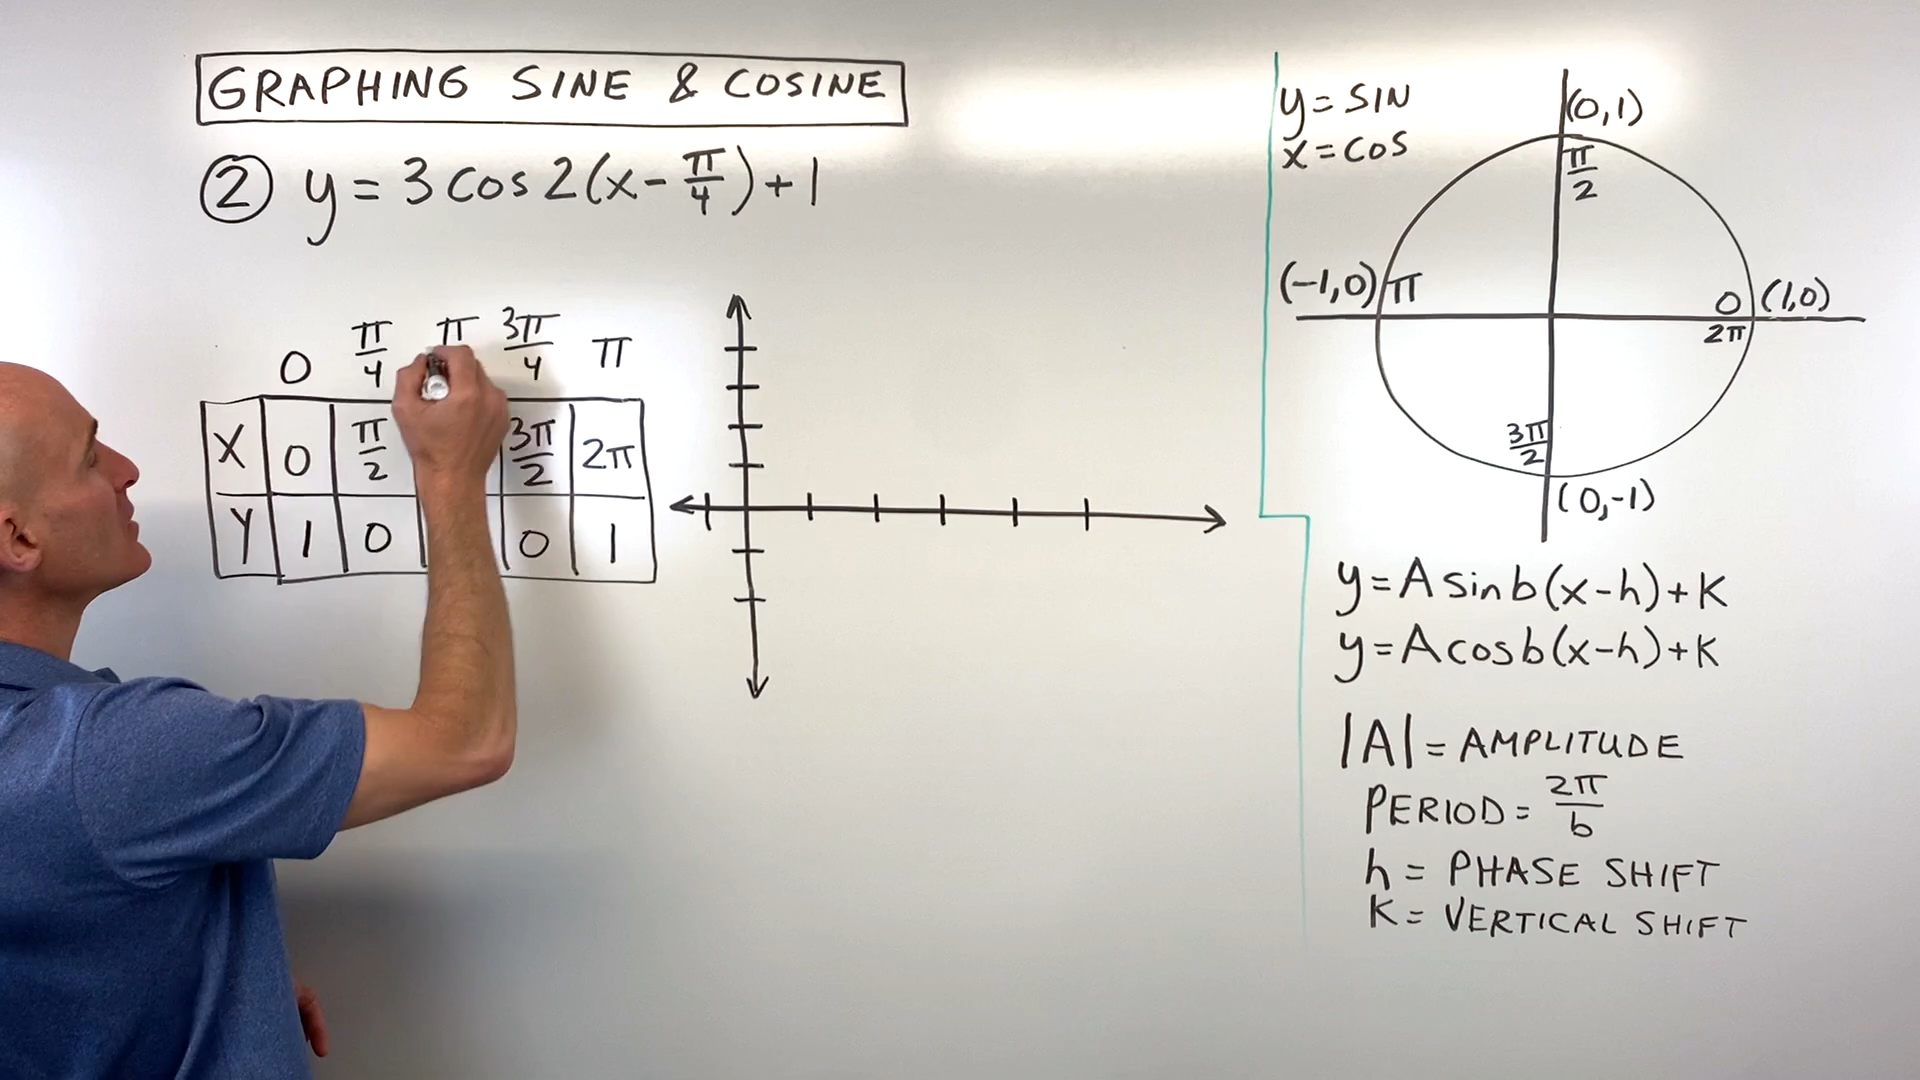 GRAPHING SINE & COSINE
② y = 3 cos 2(x - π/4) + 1
0 π/4 π 3π/4 π
X 0 π/2 3π/2 2π
Y 1 0 0 1
y = SIN
x = COS
(0,1)
π/2
(-1,0) π
0 (1,0)
2π
3π/2
(0,-1)
y = A sin b(x-h)+K
y = A cos b(x-h)+K
|A| = AMPLITUDE
PERIOD = 2π/b
h = PHASE SHIFT
K = VERTICAL SHIFT